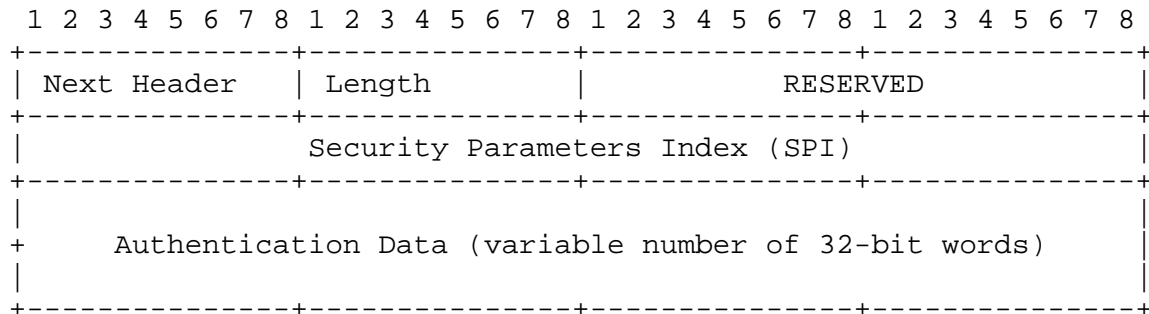 1 2 3 4 5 6 7 8 1 2 3 4 5 6 7 8 1 2 3 4 5 6 7 8 1 2 3 4 5 6 7 8
+---------------+---------------+---------------+---------------+
| Next Header | Length | RESERVED |
+---------------+---------------+---------------+---------------+
| Security Parameters Index (SPI) |
+---------------+---------------+---------------+---------------+
| |
+ Authentication Data (variable number of 32-bit words) |
| |
+---------------+---------------+---------------+---------------+